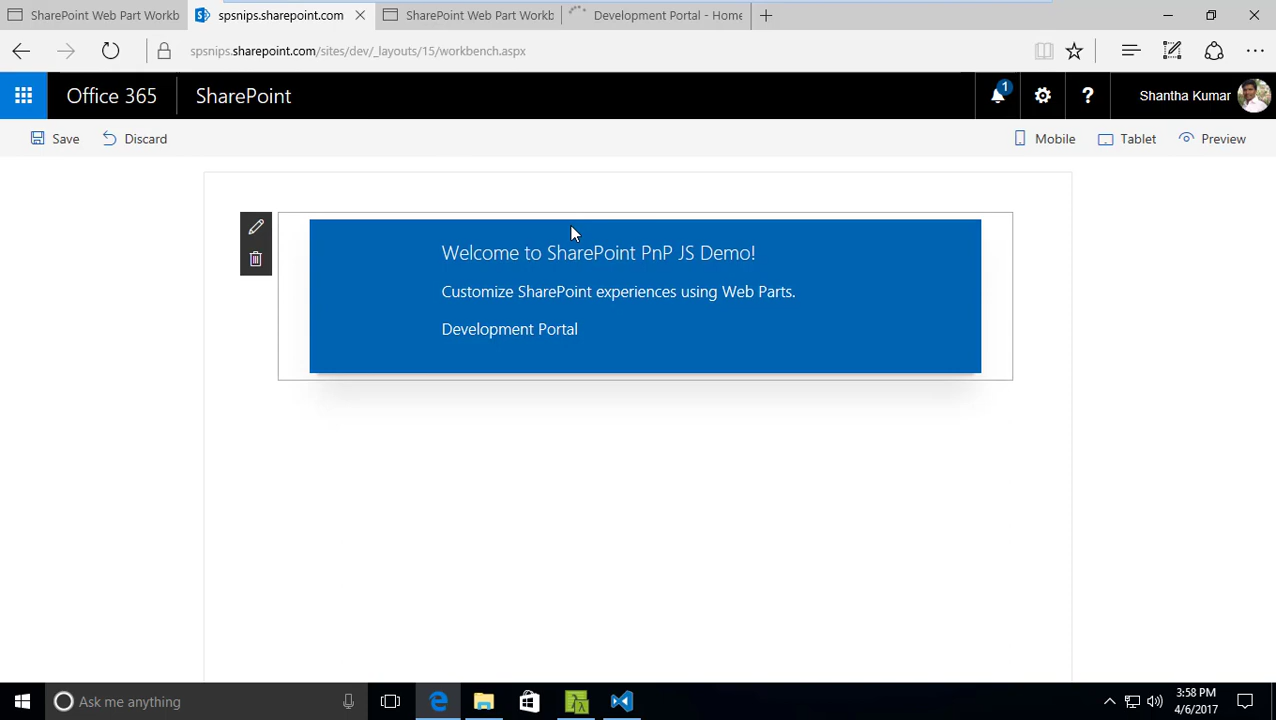 SharePoint Web Part Workb
spsnips.sharepoint.com
SharePoint Web Part Workb
Development Portal - Home
spsnips.sharepoint.com/sites/dev/_layouts/15/workbench.aspx
Office 365
SharePoint
1
?
Shantha Kumar
Save
Discard
Mobile
Tablet
Preview
Welcome to SharePoint PnP JS Demo!
Customize SharePoint experiences using Web Parts.
Development Portal
Ask me anything
3:58 PM
4/6/2017